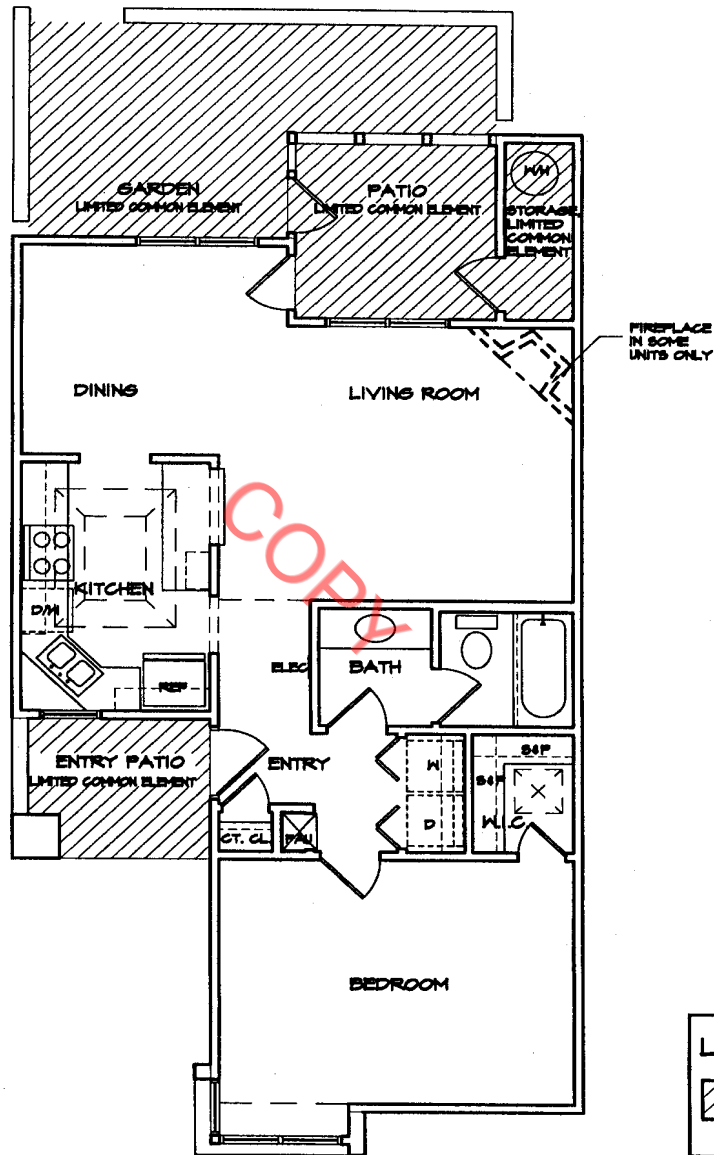 GARDEN
LIMITED COMMON ELEMENT
PATIO
LIMITED COMMON ELEMENT
W/H
STORAGE
LIMITED
COMMON
ELEMENT
FIREPLACE
IN SOME
UNITS ONLY
DINING
LIVING ROOM
COPY
KITCHEN
D/W
REF
ELEC
BATH
ENTRY PATIO
LIMITED COMMON ELEMENT
ENTRY
W
D
S&P
S&P
W.I.C.
CT. CL.
FAU
BEDROOM
L